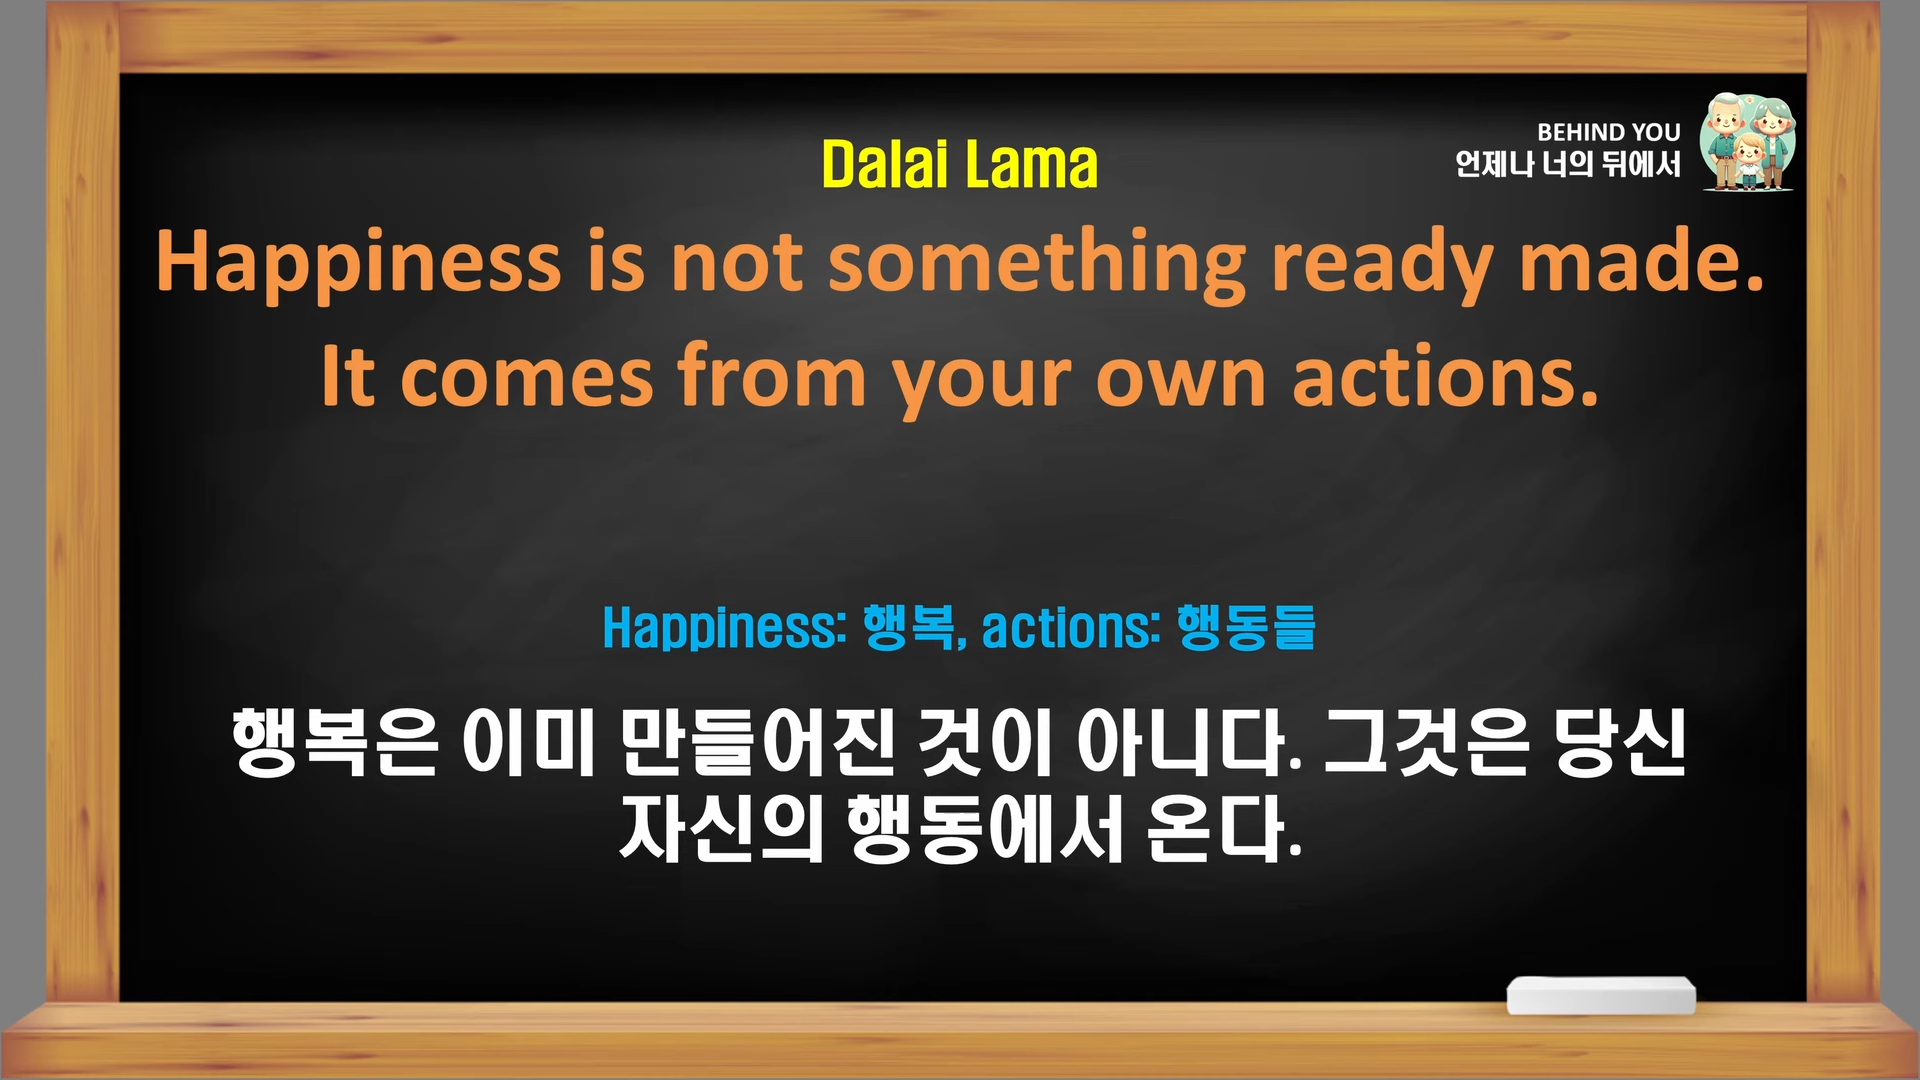 BEHIND YOU
언제나 너의 뒤에서
Dalai Lama
Happiness is not something ready made.
It comes from your own actions.
Happiness: 행복, actions: 행동들
행복은 이미 만들어진 것이 아니다. 그것은 당신
자신의 행동에서 온다.